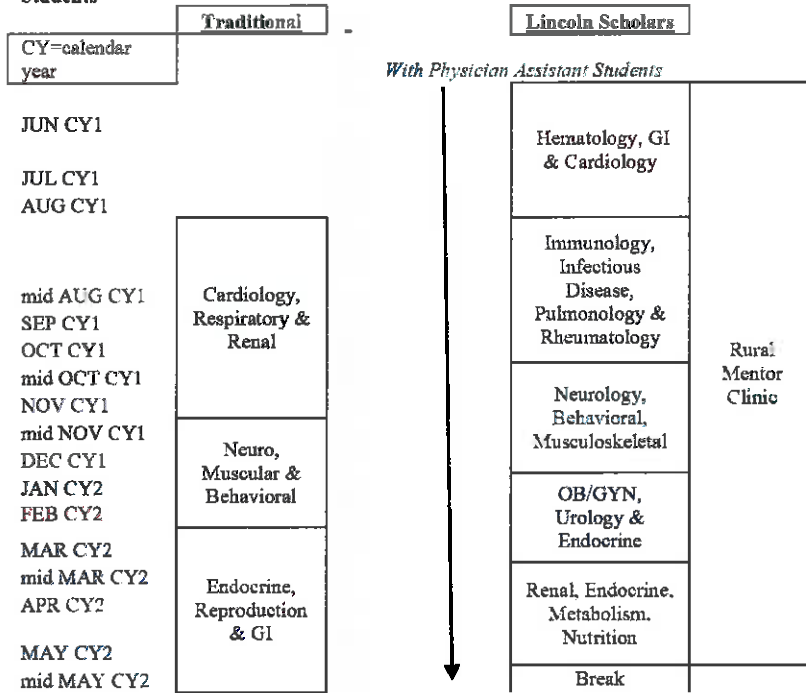 Students
Traditional
Lincoln Scholars
CY=calendar
year
With Physician Assistant Students
JUN CY1
JUL CY1
AUG CY1
mid AUG CY1
SEP CY1
OCT CY1
mid OCT CY1
NOV CY1
mid NOV CY1
DEC CY1
JAN CY2
FEB CY2
MAR CY2
mid MAR CY2
APR CY2
MAY CY2
mid MAY CY2
Cardiology,
Respiratory &
Renal
Neuro,
Muscular &
Behavioral
Endocrine,
Reproduction
& GI
Hematology, GI
& Cardiology
Immunology,
Infectious
Disease,
Pulmonology &
Rheumatology
Neurology,
Behavioral,
Musculoskeletal
OB/GYN,
Urology &
Endocrine
Renal, Endocrine,
Metabolism,
Nutrition
Break
Rural
Mentor
Clinic